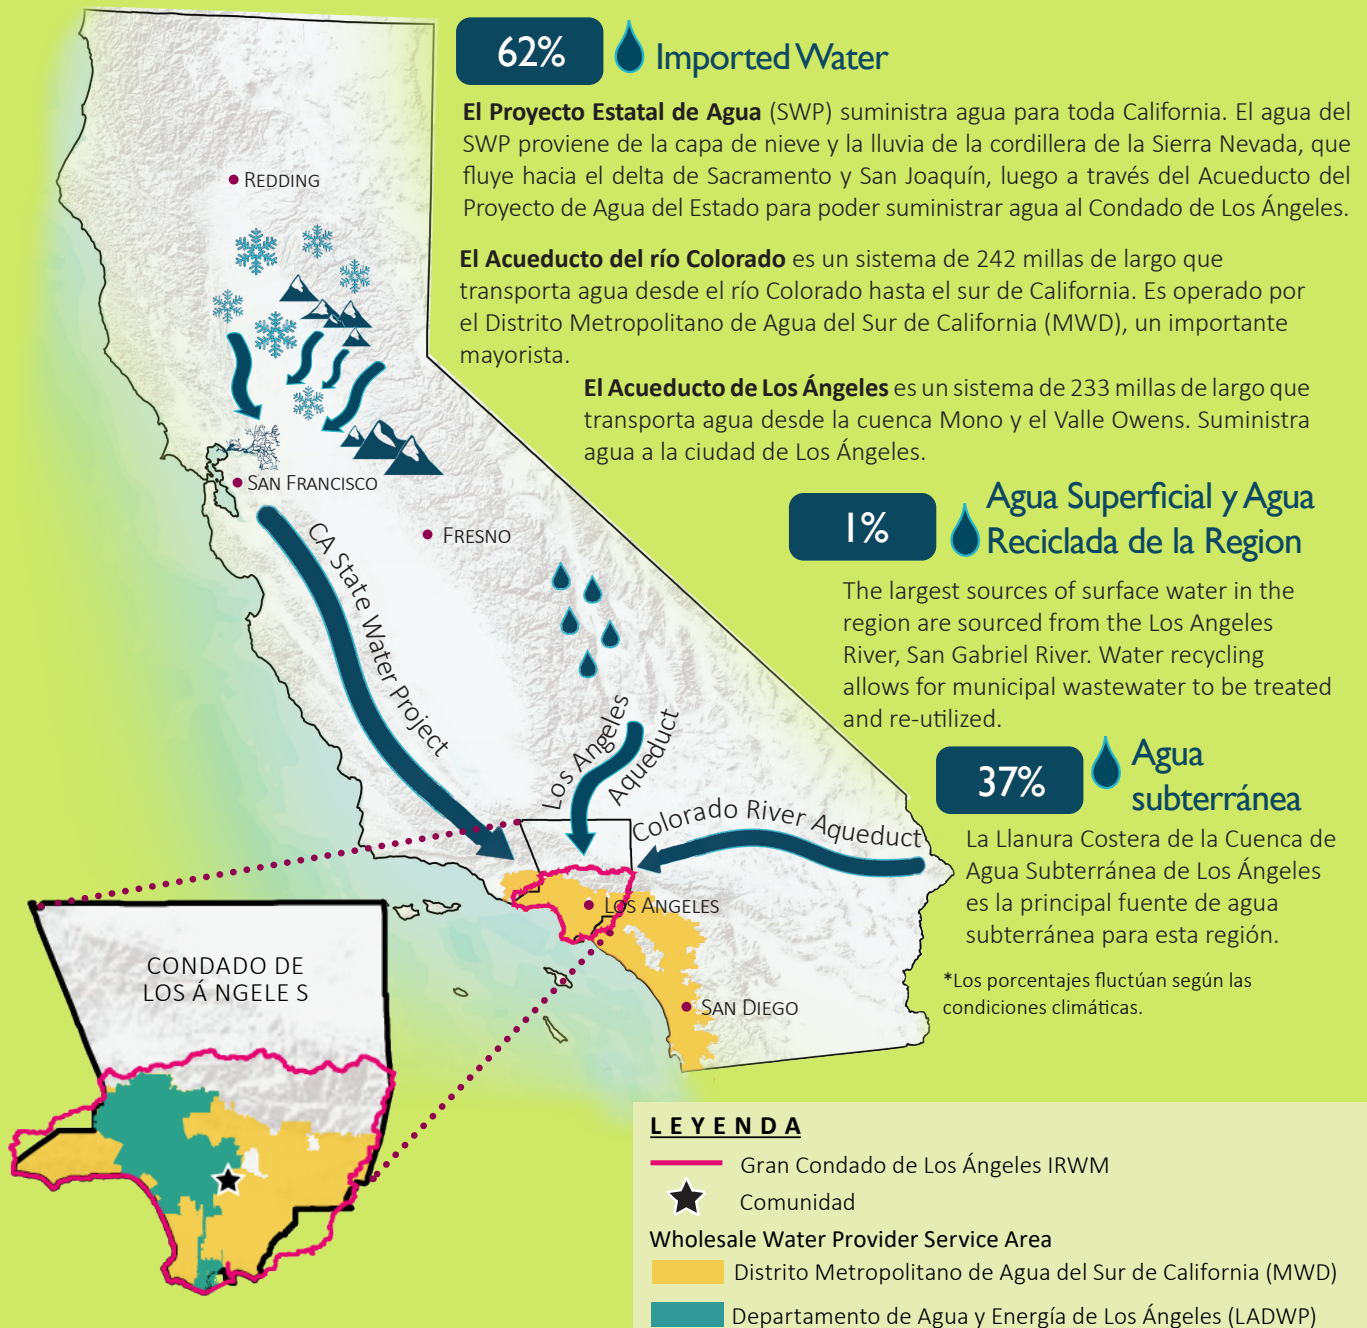 62%
Imported Water
El Proyecto Estatal de Agua (SWP) suministra agua para toda California. El agua del
SWP proviene de la capa de nieve y la lluvia de la cordillera de la Sierra Nevada, que
fluye hacia el delta de Sacramento y San Joaquín, luego a través del Acueducto del
Proyecto de Agua del Estado para poder suministrar agua al Condado de Los Ángeles.
El Acueducto del río Colorado es un sistema de 242 millas de largo que
transporta agua desde el río Colorado hasta el sur de California. Es operado por
el Distrito Metropolitano de Agua del Sur de California (MWD), un importante
mayorista.
El Acueducto de Los Ángeles es un sistema de 233 millas de largo que
transporta agua desde la cuenca Mono y el Valle Owens. Suministra
agua a la ciudad de Los Ángeles.
1%
Agua Superficial y Agua
Reciclada de la Region
The largest sources of surface water in the
region are sourced from the Los Angeles
River, San Gabriel River. Water recycling
allows for municipal wastewater to be treated
and re-utilized.
37%
Agua
subterránea
La Llanura Costera de la Cuenca de
Agua Subterránea de Los Ángeles
es la principal fuente de agua
subterránea para esta región.
*Los porcentajes fluctúan según las
condiciones climáticas.
REDDING
SAN FRANCISCO
FRESNO
CA State Water Project
Los Angeles
Aqueduct
Colorado River Aqueduct
LOS ANGELES
SAN DIEGO
CONDADO DE
LOS Á NGELE S
LEYENDA
Gran Condado de Los Ángeles IRWM
Comunidad
Wholesale Water Provider Service Area
Distrito Metropolitano de Agua del Sur de California (MWD)
Departamento de Agua y Energía de Los Ángeles (LADWP)